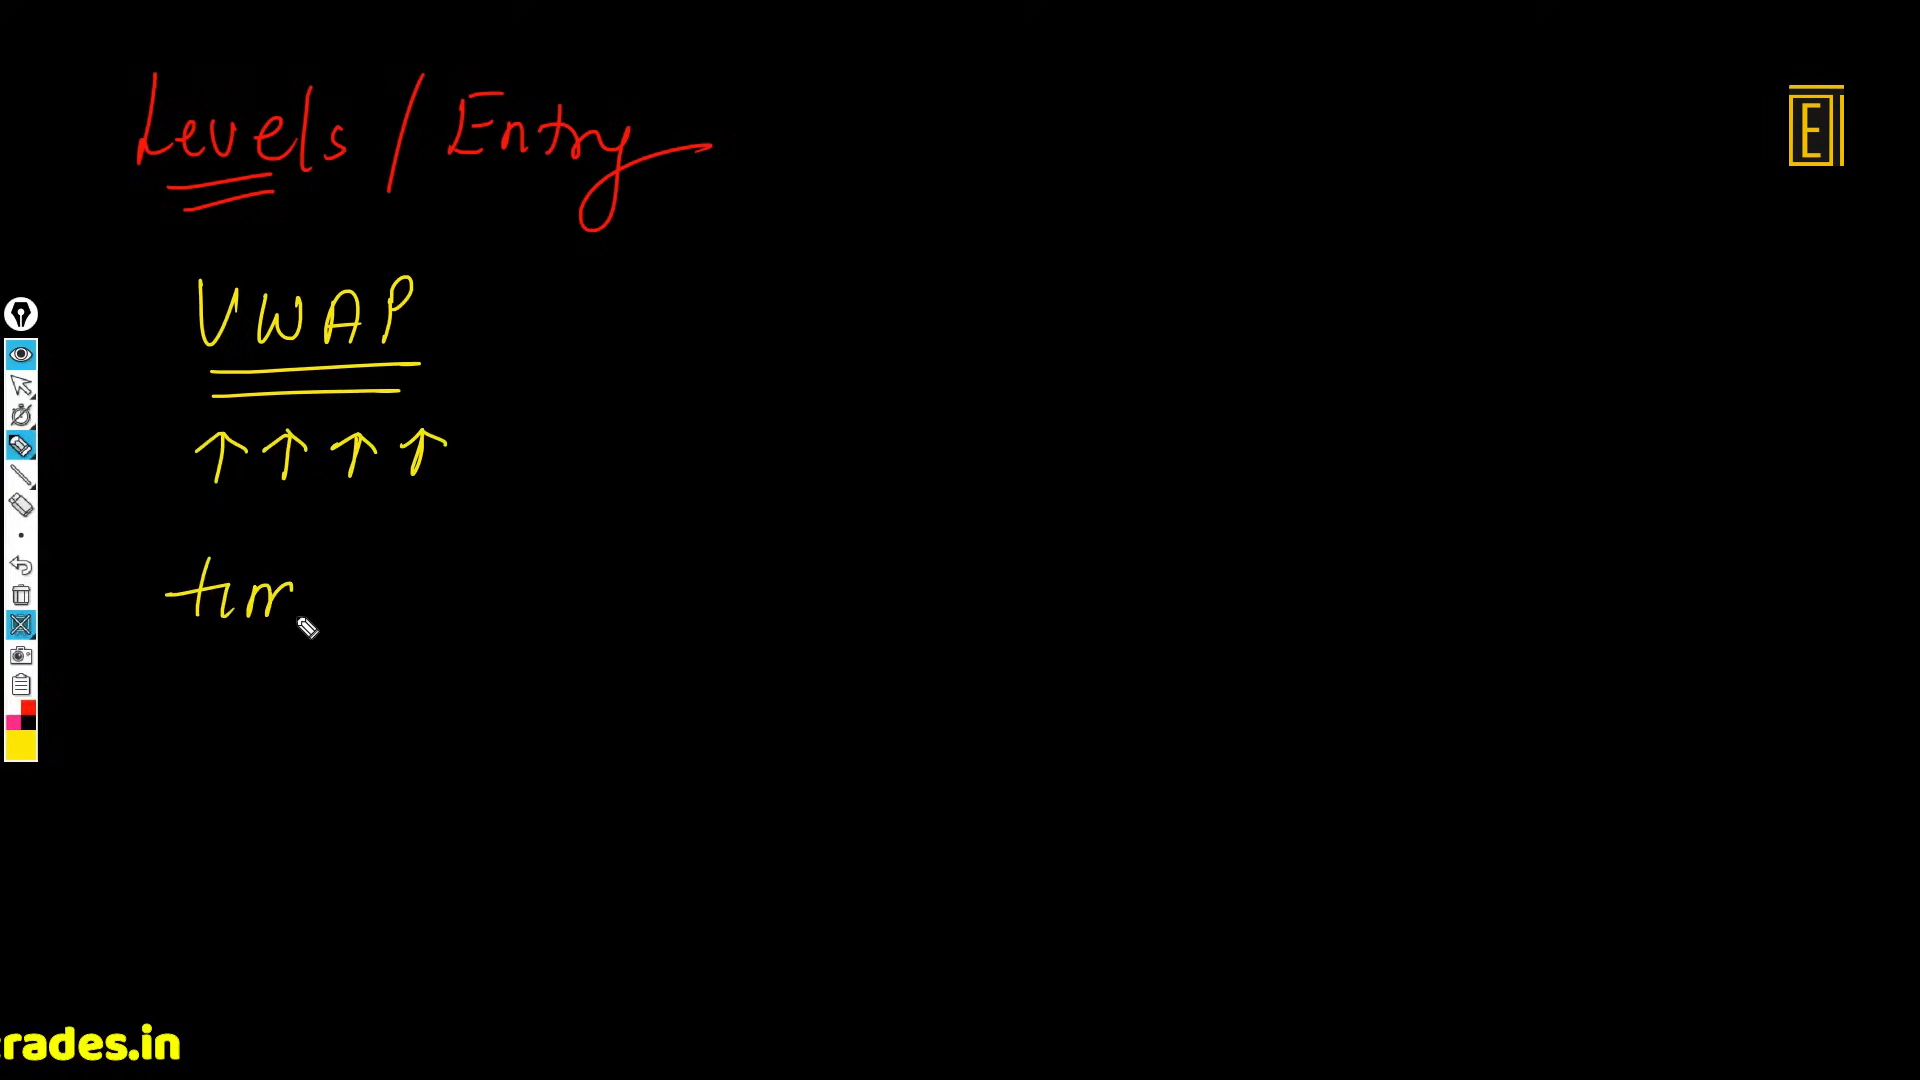 Levels / Entry
E
VWAP
↑ ↑ ↑ ↑
tim
rades.in